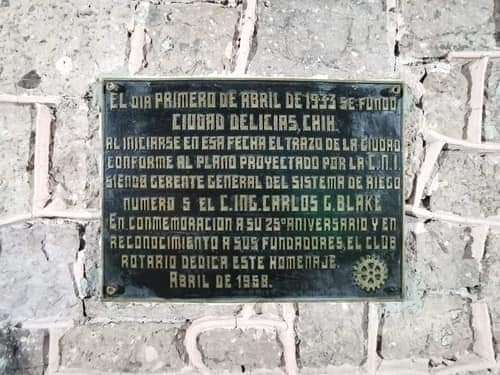 EL DIA PRIMERO DE ABRIL DE 1933 SE FUNDO
CIUDAD DELICIAS, CHIH.
AL INICIARSE EN ESA FECHA EL TRAZO DE LA CIUDAD
CONFORME AL PLANO PROYECTADO POR LA C.N.I.
SIENDO GERENTE GENERAL DEL SISTEMA DE RIEGO
NUMERO 5 EL C.ING. CARLOS G. BLAKE
EN CONMEMORACION A SU 25° ANIVERSARIO Y EN
RECONOCIMIENTO A SUS FUNDADORES, EL CLUB
ROTARIO DEDICA ESTE HOMENAJE.
ABRIL DE 1958.